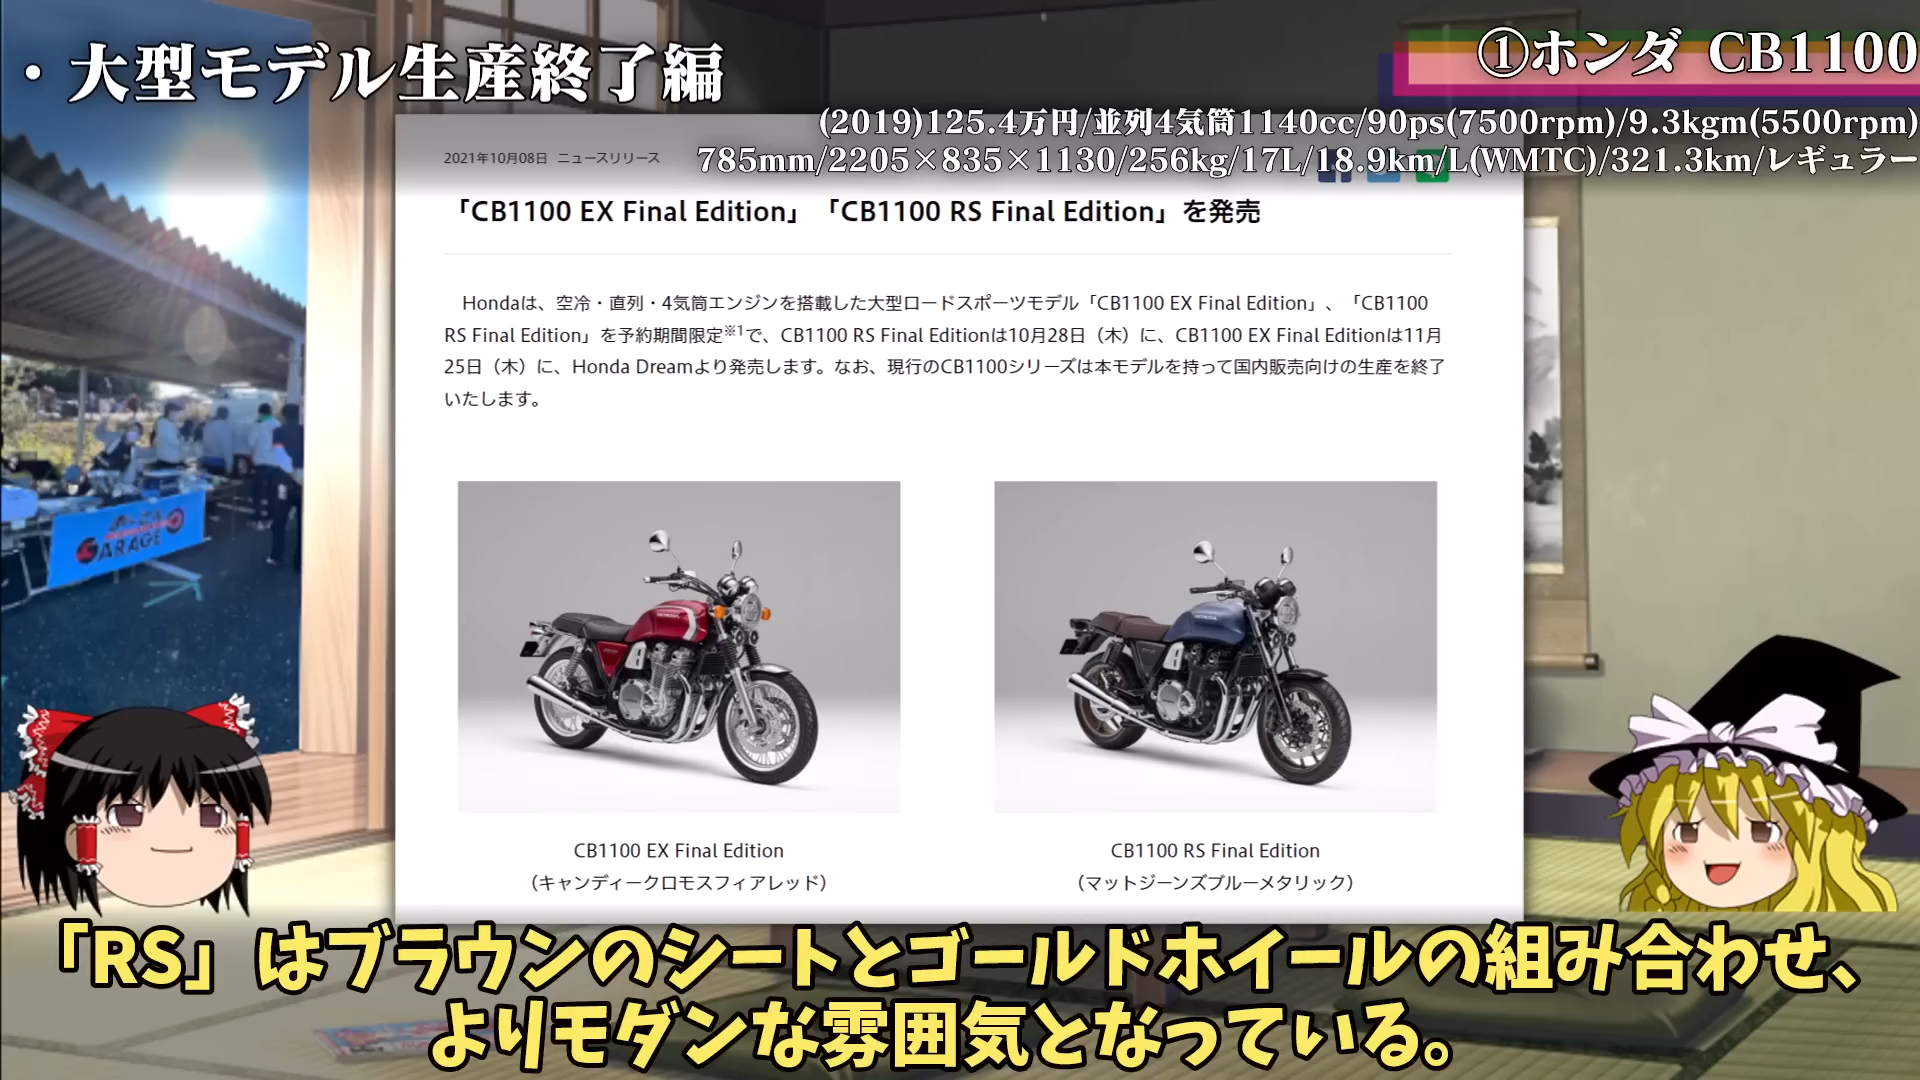 ・大型モデル生産終了編
①ホンダ CB1100
(2019)125.4万円/並列4気筒1140cc/90ps(7500rpm)/9.3kgm(5500rpm)
785mm/2205×835×1130/256kg/17L/18.9km/L(WMTC)/321.3km/レギュラー
2021年10月08日 ニュースリリース
「CB1100 EX Final Edition」「CB1100 RS Final Edition」を発売
Hondaは、空冷・直列・4気筒エンジンを搭載した大型ロードスポーツモデル「CB1100 EX Final Edition」、「CB1100
RS Final Edition」を予約期間限定※1で、CB1100 RS Final Editionは10月28日（木）に、CB1100 EX Final Editionは11月
25日（木）に、Honda Dreamより発売します。なお、現行のCB1100シリーズは本モデルを持って国内販売向けの生産を終了
いたします。
GARAGE
CB1100 EX Final Edition
（キャンディークロモスフィアレッド）
CB1100 RS Final Edition
（マットジーンズブルーメタリック）
「RS」はブラウンのシートとゴールドホイールの組み合わせ、
よりモダンな雰囲気となっている。